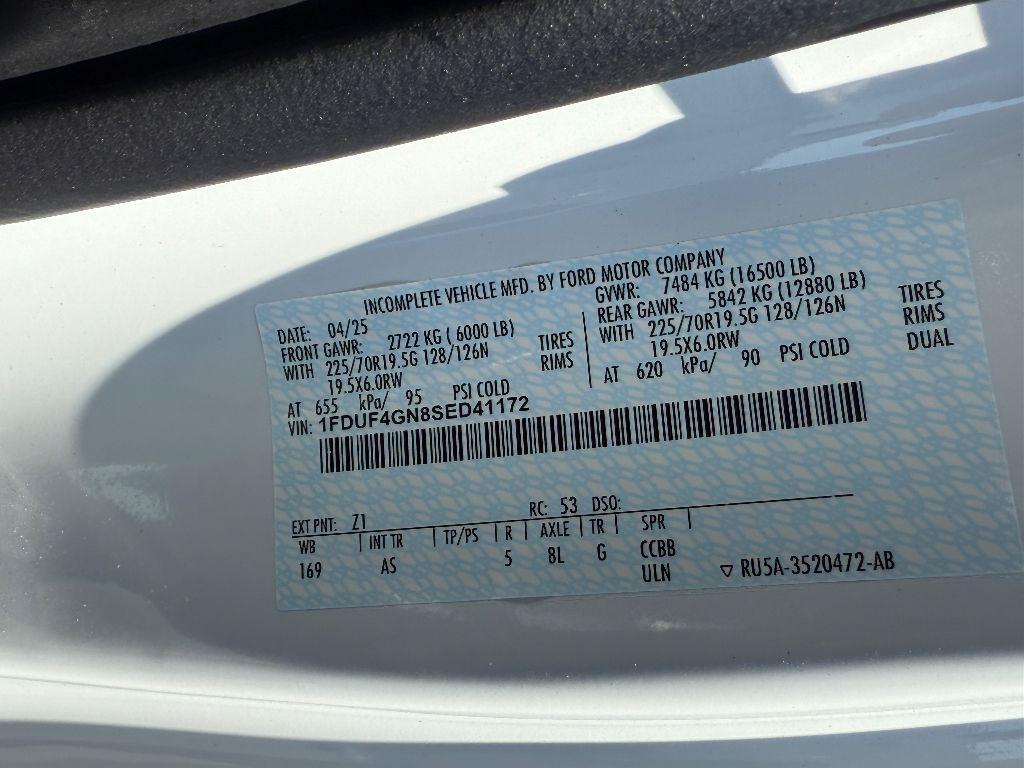 INCOMPLETE VEHICLE MFD. BY FORD MOTOR COMPANY
DATE: 04/25 GVWR: 7484 KG (16500 LB)
FRONT GAWR: 2722 KG ( 6000 LB) REAR GAWR: 5842 KG (12880 LB)
WITH 225/70R19.5G 128/126N TIRES WITH 225/70R19.5G 128/126N TIRES
19.5X6.0RW RIMS 19.5X6.0RW RIMS
AT 655 kPa/ 95 PSI COLD AT 620 kPa/ 90 PSI COLD DUAL
VIN: 1FDUF4GN8SED41172
EXT PNT: Z1 RC: 53 DSO:
WB INT TR TP/PS R AXLE TR SPR
169 AS 5 8L G CCBB
ULN ▽ RU5A-3520472-AB